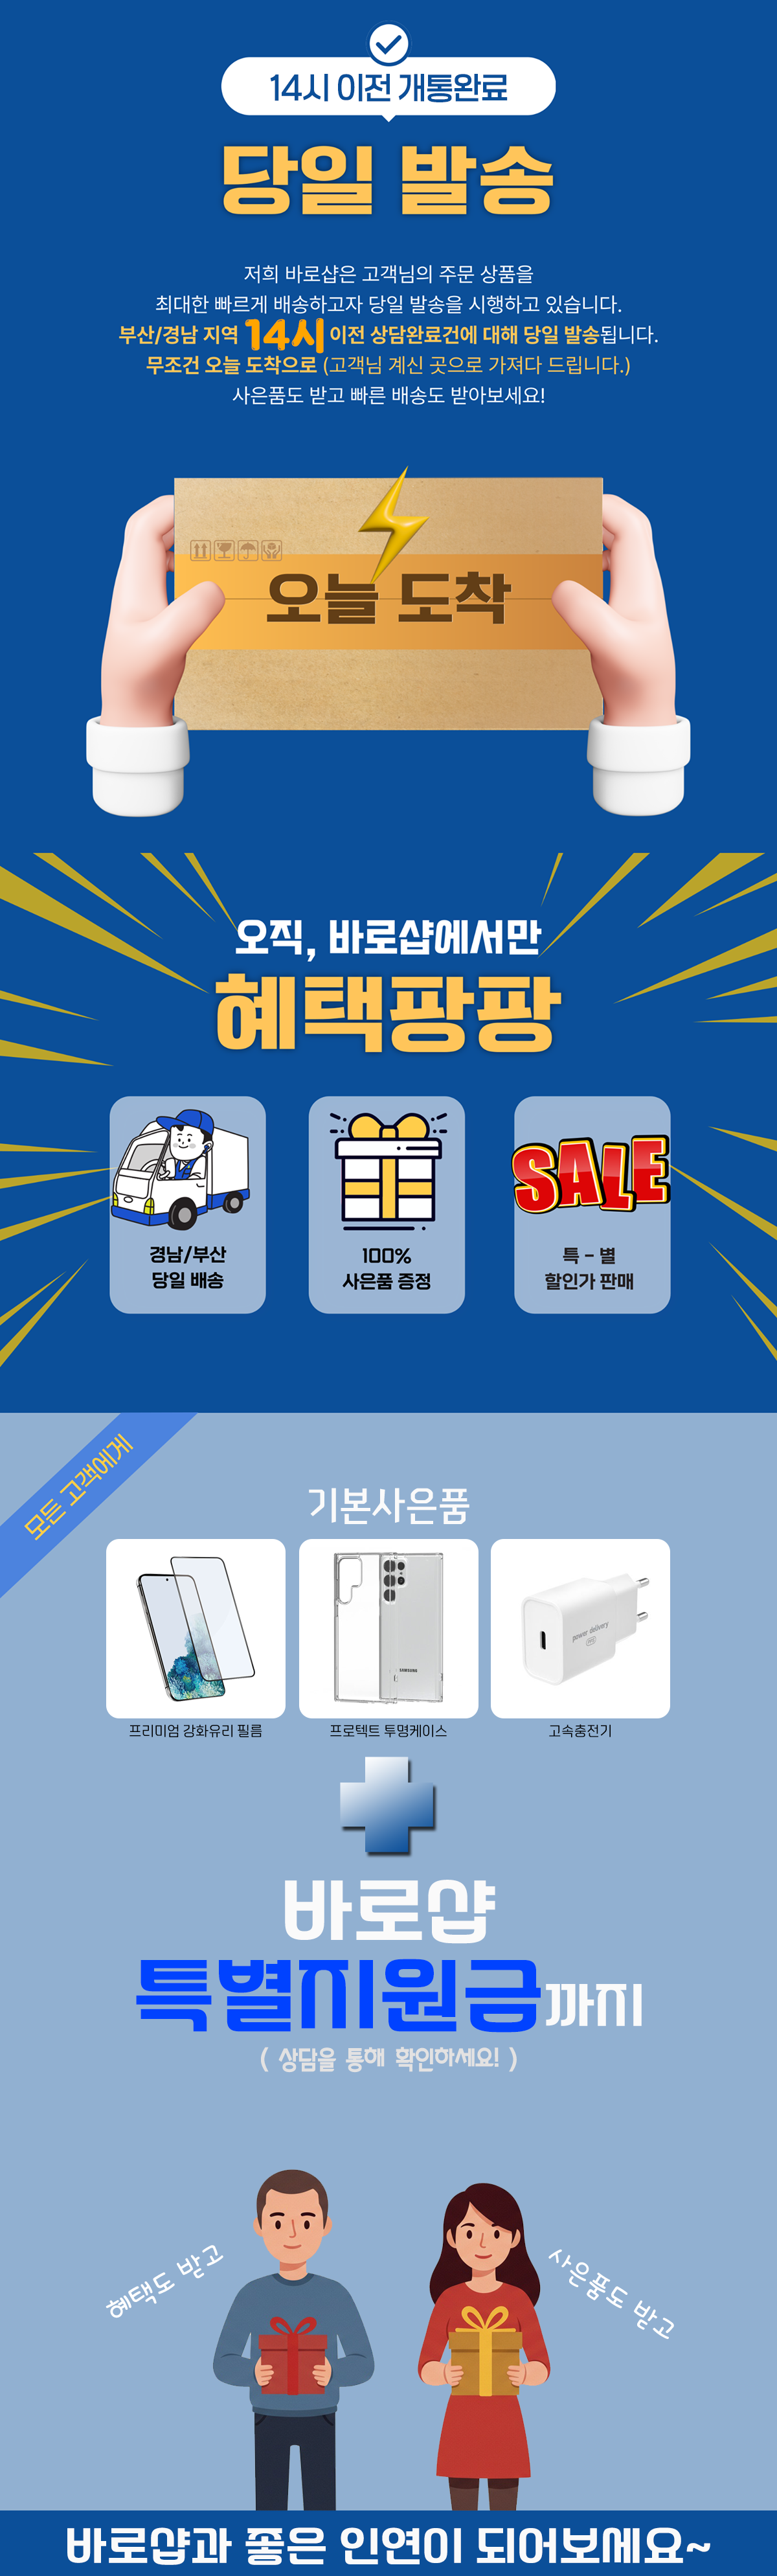 14시 이전 개통완료
당일 발송
저희 바로샵은 고객님의 주문 상품을
최대한 빠르게 배송하고자 당일 발송을 시행하고 있습니다.
부산/경남 지역 14시 이전 상담완료건에 대해 당일 발송됩니다.
무조건 오늘 도착으로 (고객님 계신 곳으로 가져다 드립니다.)
사은품도 받고 빠른 배송도 받아보세요!
오늘 도착
오직, 바로샵에서만
혜택팡팡
경남/부산
당일 배송
100%
사은품 증정
SALE
특 - 별
할인가 판매
모든 고객에게
기본사은품
SAMSUNG
power delivery
프리미엄 강화유리 필름
프로텍트 투명케이스
고속충전기
바로샵
특별지원금까지
( 상담을 통해 확인하세요! )
혜택도 받고
사은품도 받고
바로샵과 좋은 인연이 되어보세요~